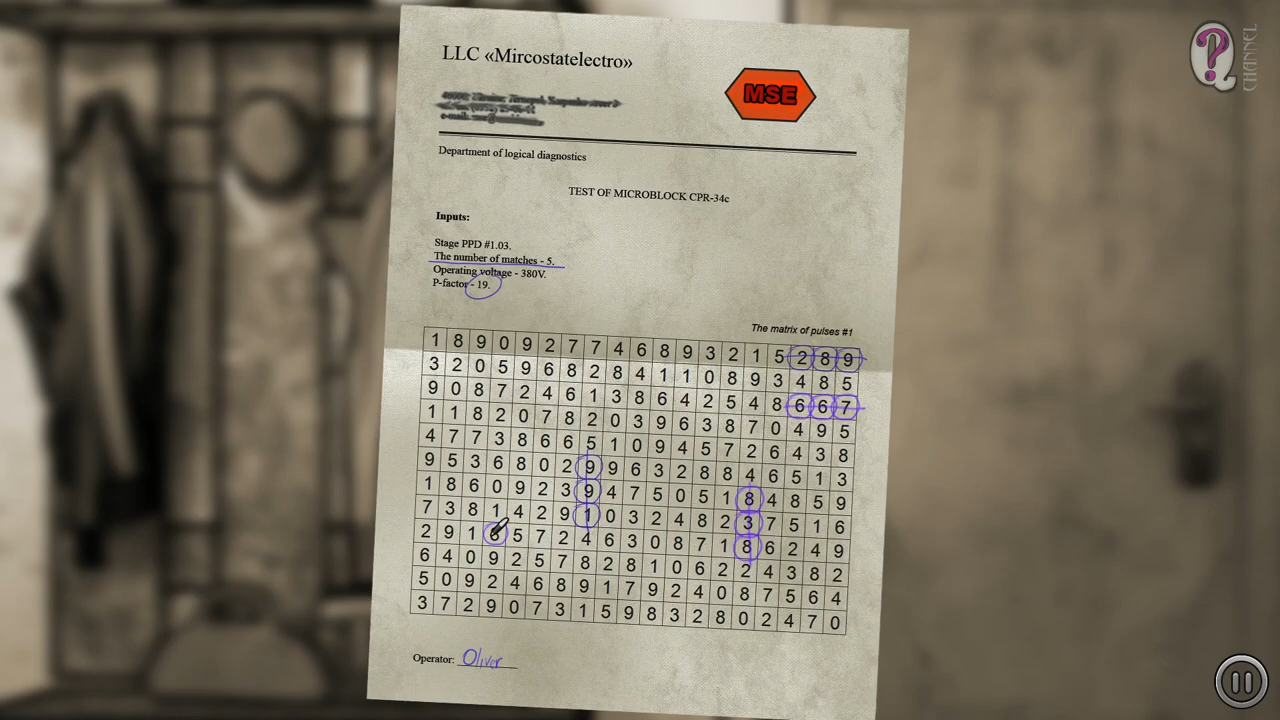 LLC «Mircostatelectro»
MSE
Department of logical diagnostics
TEST OF MICROBLOCK CPR-34c
Inputs:
Stage PPD #1.03.
The number of matches - 5.
Operating voltage - 380V.
P-factor - 19.
The matrix of pulses #1
1 8 9 0 9 2 7 7 4 6 8 9 3 2 1 5 2 8 9
3 2 0 5 9 6 8 2 8 4 1 1 0 8 9 3 4 8 5
9 0 8 7 2 4 6 1 3 8 6 4 2 5 4 8 6 6 7
1 1 8 2 0 7 8 2 0 3 9 6 3 8 7 0 4 9 5
4 7 7 3 8 6 6 5 1 0 9 4 5 7 2 6 4 3 8
9 5 3 6 8 0 2 9 9 6 3 2 8 8 4 6 5 1 3
1 8 6 0 9 2 3 9 4 7 5 0 5 1 8 4 8 5 9
7 3 8 1 4 2 9 1 0 3 2 4 8 2 3 7 5 1 6
2 9 1 8 5 7 2 4 6 3 0 8 7 1 8 6 2 4 9
6 4 0 9 2 5 7 8 2 8 1 0 6 2 2 4 3 8 2
5 0 9 2 4 6 8 9 1 7 9 2 4 0 8 7 5 6 4
3 7 2 9 0 7 3 1 5 9 8 3 2 8 0 2 4 7 0
Operator: Oliver
? CHANNEL